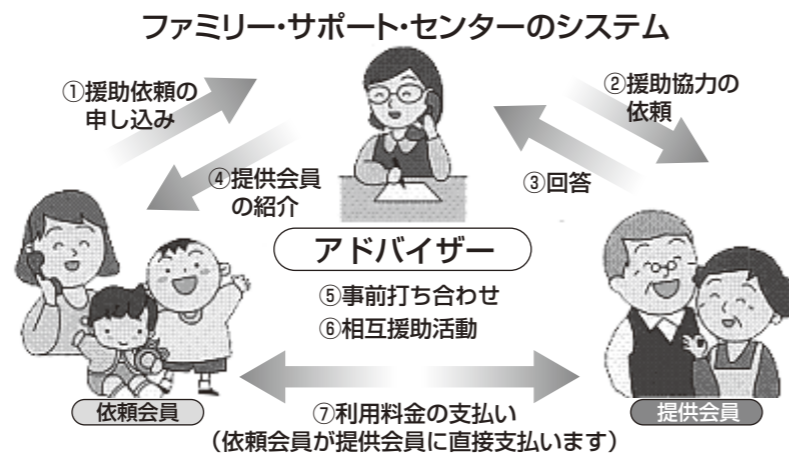 ファミリー・サポート・センターのシステム
①援助依頼の
申し込み
②援助協力の
依頼
③回答
④提供会員
の紹介
アドバイザー
⑤事前打ち合わせ
⑥相互援助活動
依頼会員
提供会員
⑦利用料金の支払い
（依頼会員が提供会員に直接支払います）